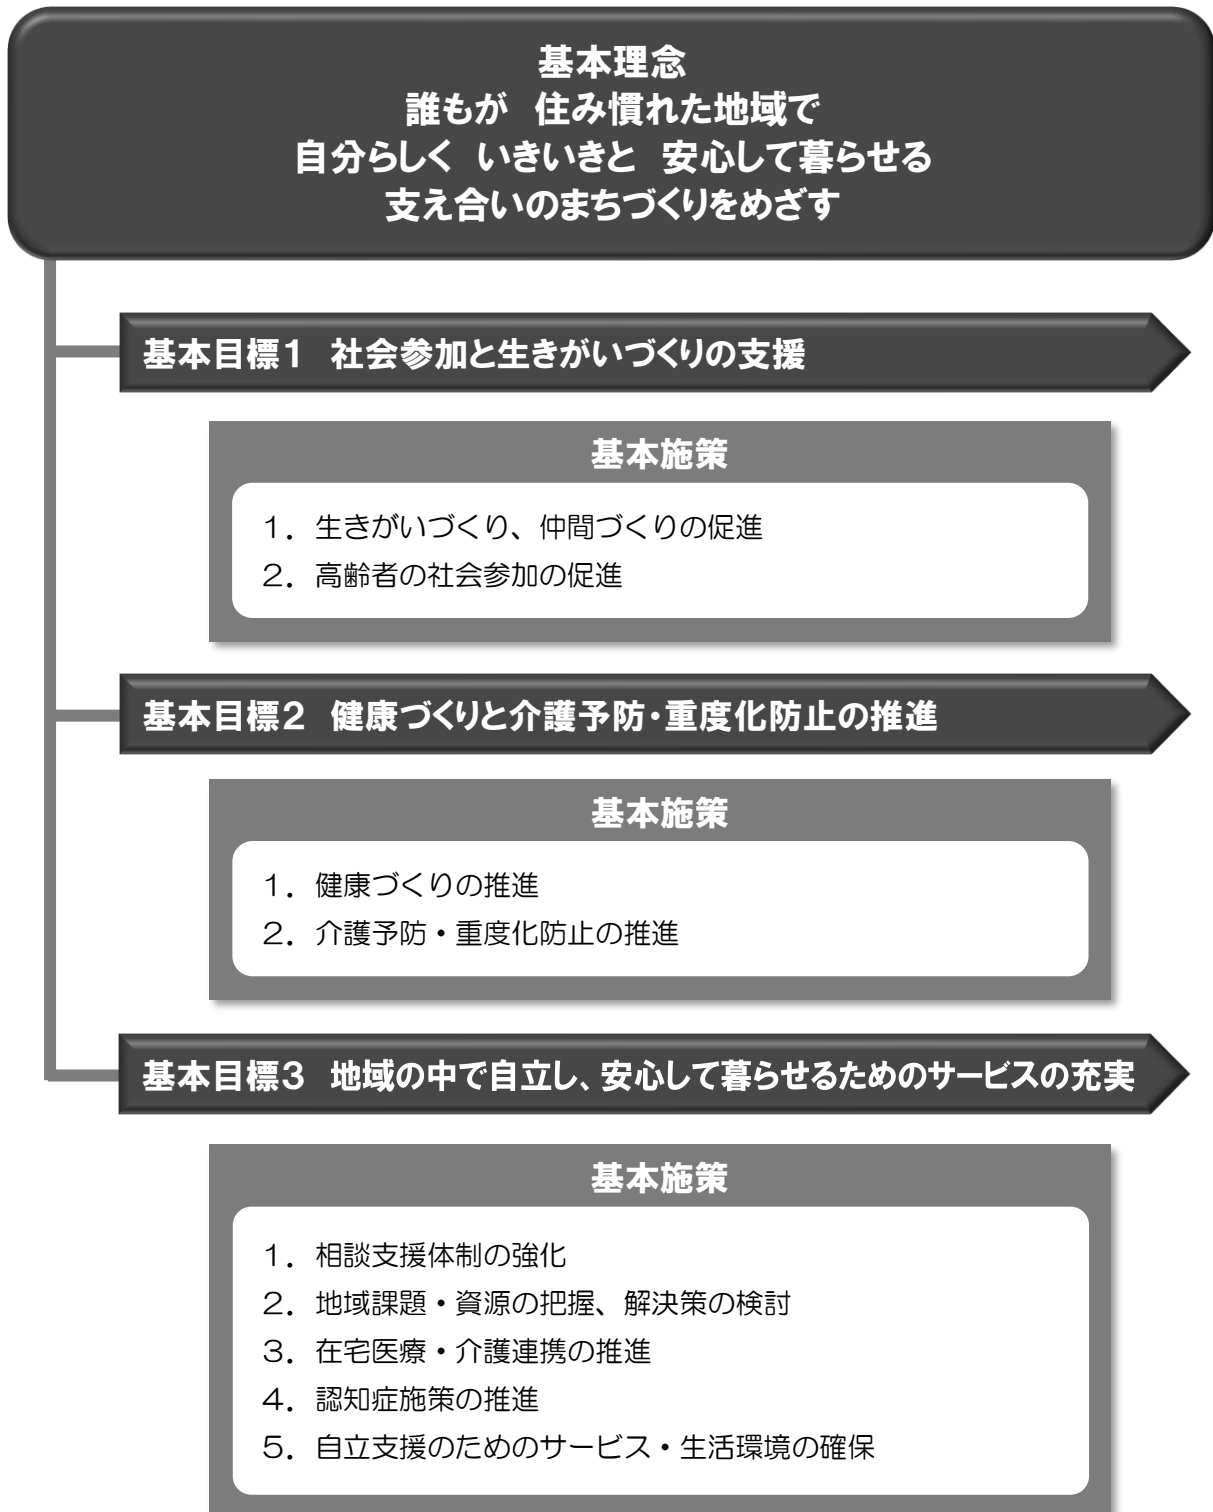 基本理念
誰もが 住み慣れた地域で
自分らしく いきいきと 安心して暮らせる
支え合いのまちづくりをめざす
基本目標１ 社会参加と生きがいづくりの支援
基本施策
１．生きがいづくり、仲間づくりの促進
２．高齢者の社会参加の促進
基本目標２ 健康づくりと介護予防・重度化防止の推進
基本施策
１．健康づくりの推進
２．介護予防・重度化防止の推進
基本目標３ 地域の中で自立し、安心して暮らせるためのサービスの充実
基本施策
１．相談支援体制の強化
２．地域課題・資源の把握、解決策の検討
３．在宅医療・介護連携の推進
４．認知症施策の推進
５．自立支援のためのサービス・生活環境の確保